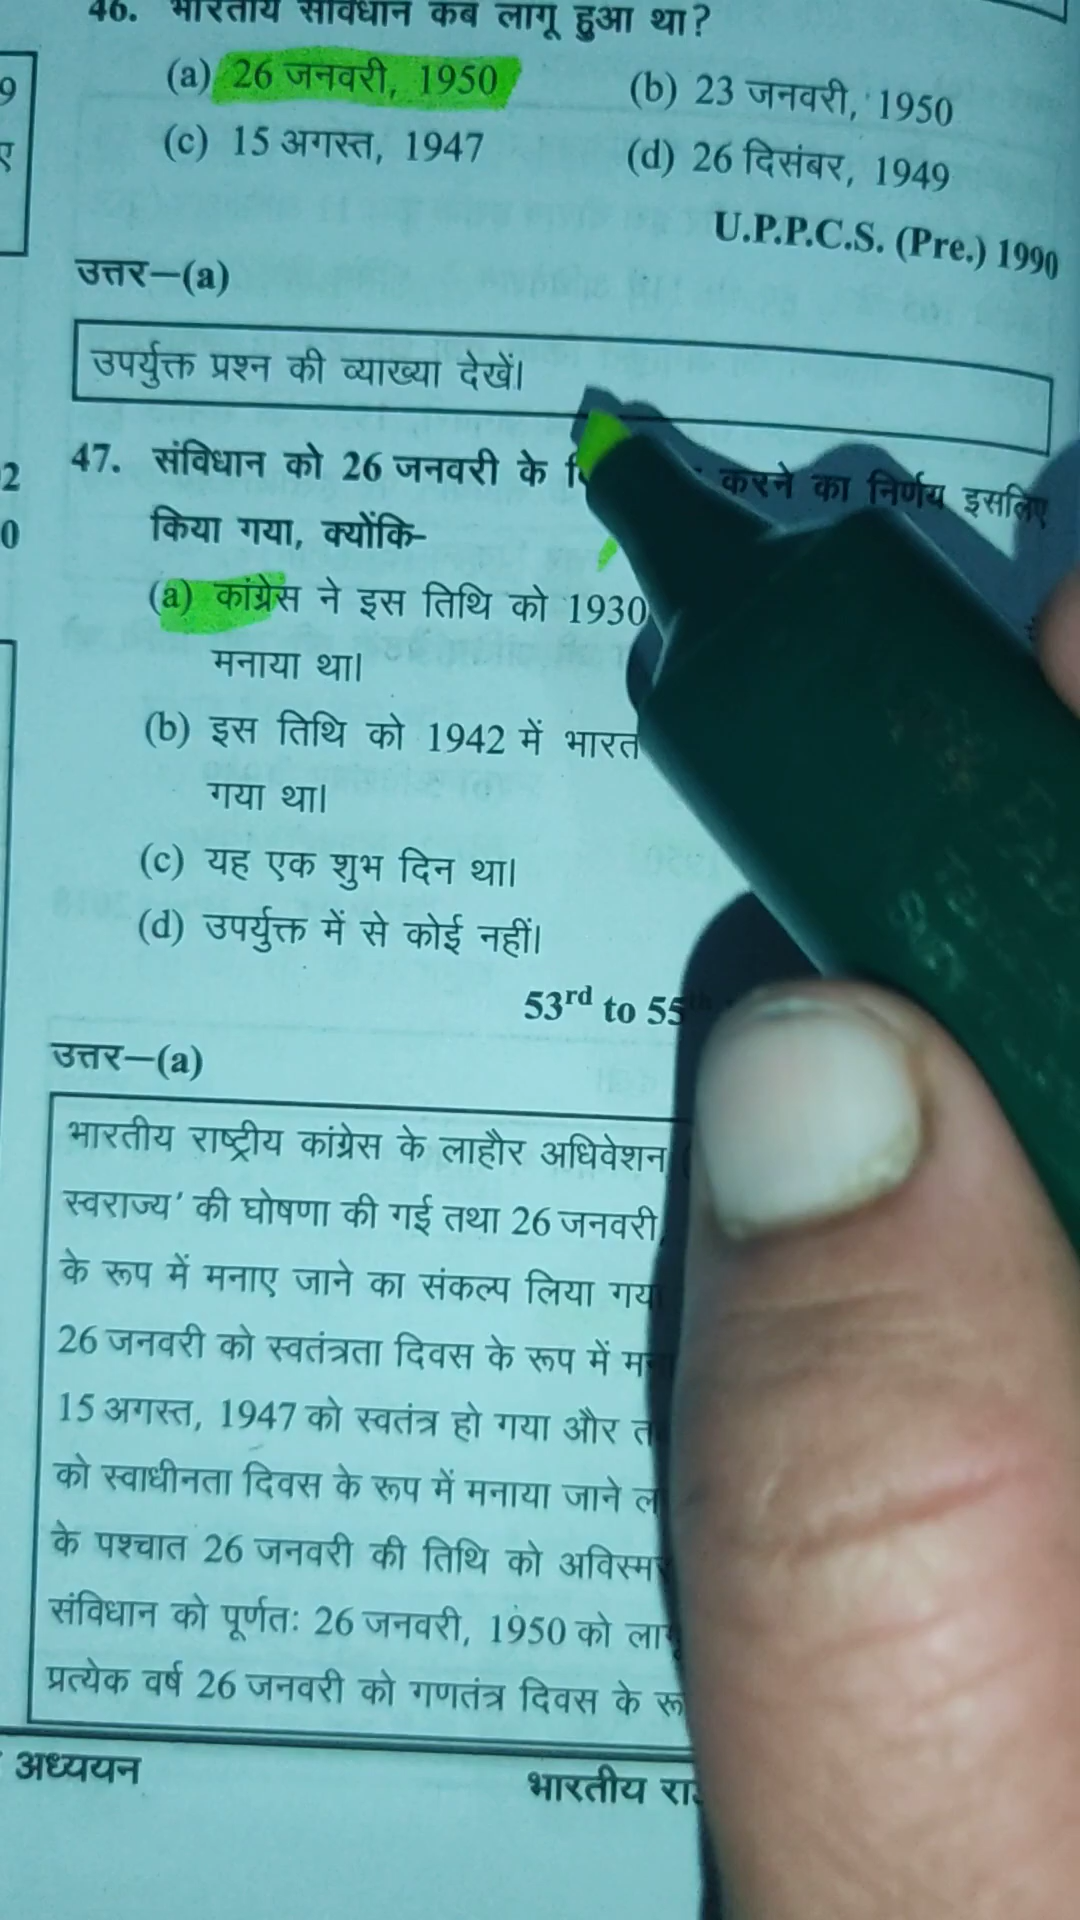 46. भारतीय संविधान कब लागू हुआ था?
(a) 26 जनवरी, 1950 (b) 23 जनवरी, 1950
(c) 15 अगस्त, 1947 (d) 26 दिसंबर, 1949
U.P.P.C.S. (Pre.) 1990
उत्तर–(a)
उपर्युक्त प्रश्न की व्याख्या देखें।
47. संविधान को 26 जनवरी के करने का निर्णय इसलिए
किया गया, क्योंकि-
(a) कांग्रेस ने इस तिथि को 1930
मनाया था।
(b) इस तिथि को 1942 में भारत
गया था।
(c) यह एक शुभ दिन था।
(d) उपर्युक्त में से कोई नहीं।
53rd to 55th
उत्तर–(a)
भारतीय राष्ट्रीय कांग्रेस के लाहौर अधिवेशन
स्वराज्य' की घोषणा की गई तथा 26 जनवरी,
के रूप में मनाए जाने का संकल्प लिया गया
26 जनवरी को स्वतंत्रता दिवस के रूप में
15 अगस्त, 1947 को स्वतंत्र हो गया और
को स्वाधीनता दिवस के रूप में मनाया जाने
के पश्चात 26 जनवरी की तिथि को
संविधान को पूर्णतः 26 जनवरी, 1950 को लागू
प्रत्येक वर्ष 26 जनवरी को गणतंत्र दिवस के
अध्ययन
भारतीय
9
ए
2
0